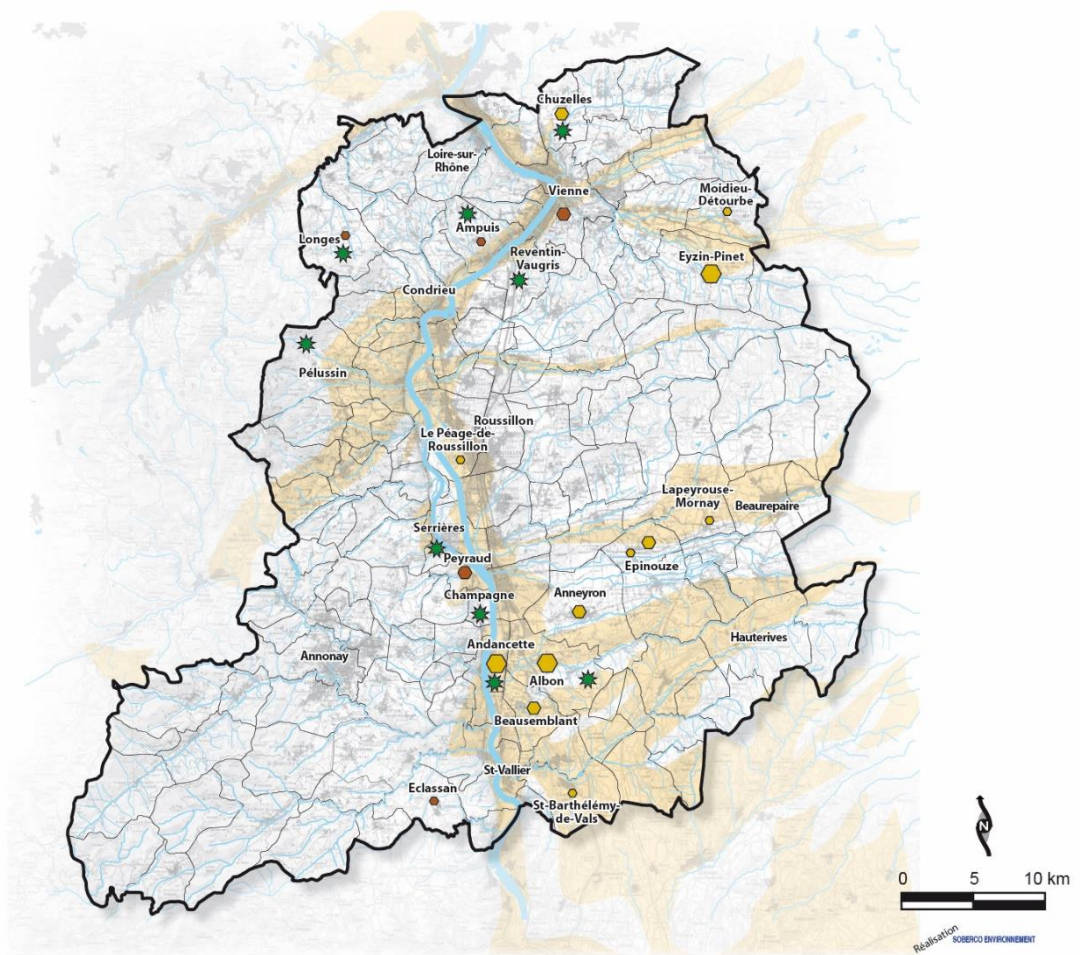 Chuzelles
Loire-sur-
Rhône
Vienne
Moidieu-
Détourbe
Ampuis
Longes
Reventin-
Vaugris
Eyzin-Pinet
Condrieu
Pélussin
Roussillon
Le Péage-de-
Roussillon
Lapeyrouse-
Mornay
Beaurepaire
Serrières
Peyraud
Epinouze
Champagne
Anneyron
Andancette
Hauterives
Annonay
Albon
Beausemblant
St-Vallier
Eclassan
St-Barthélémy-
de-Vals
N
0 5 10 km
Réalisation SOBERCO ENVIRONNEMENT